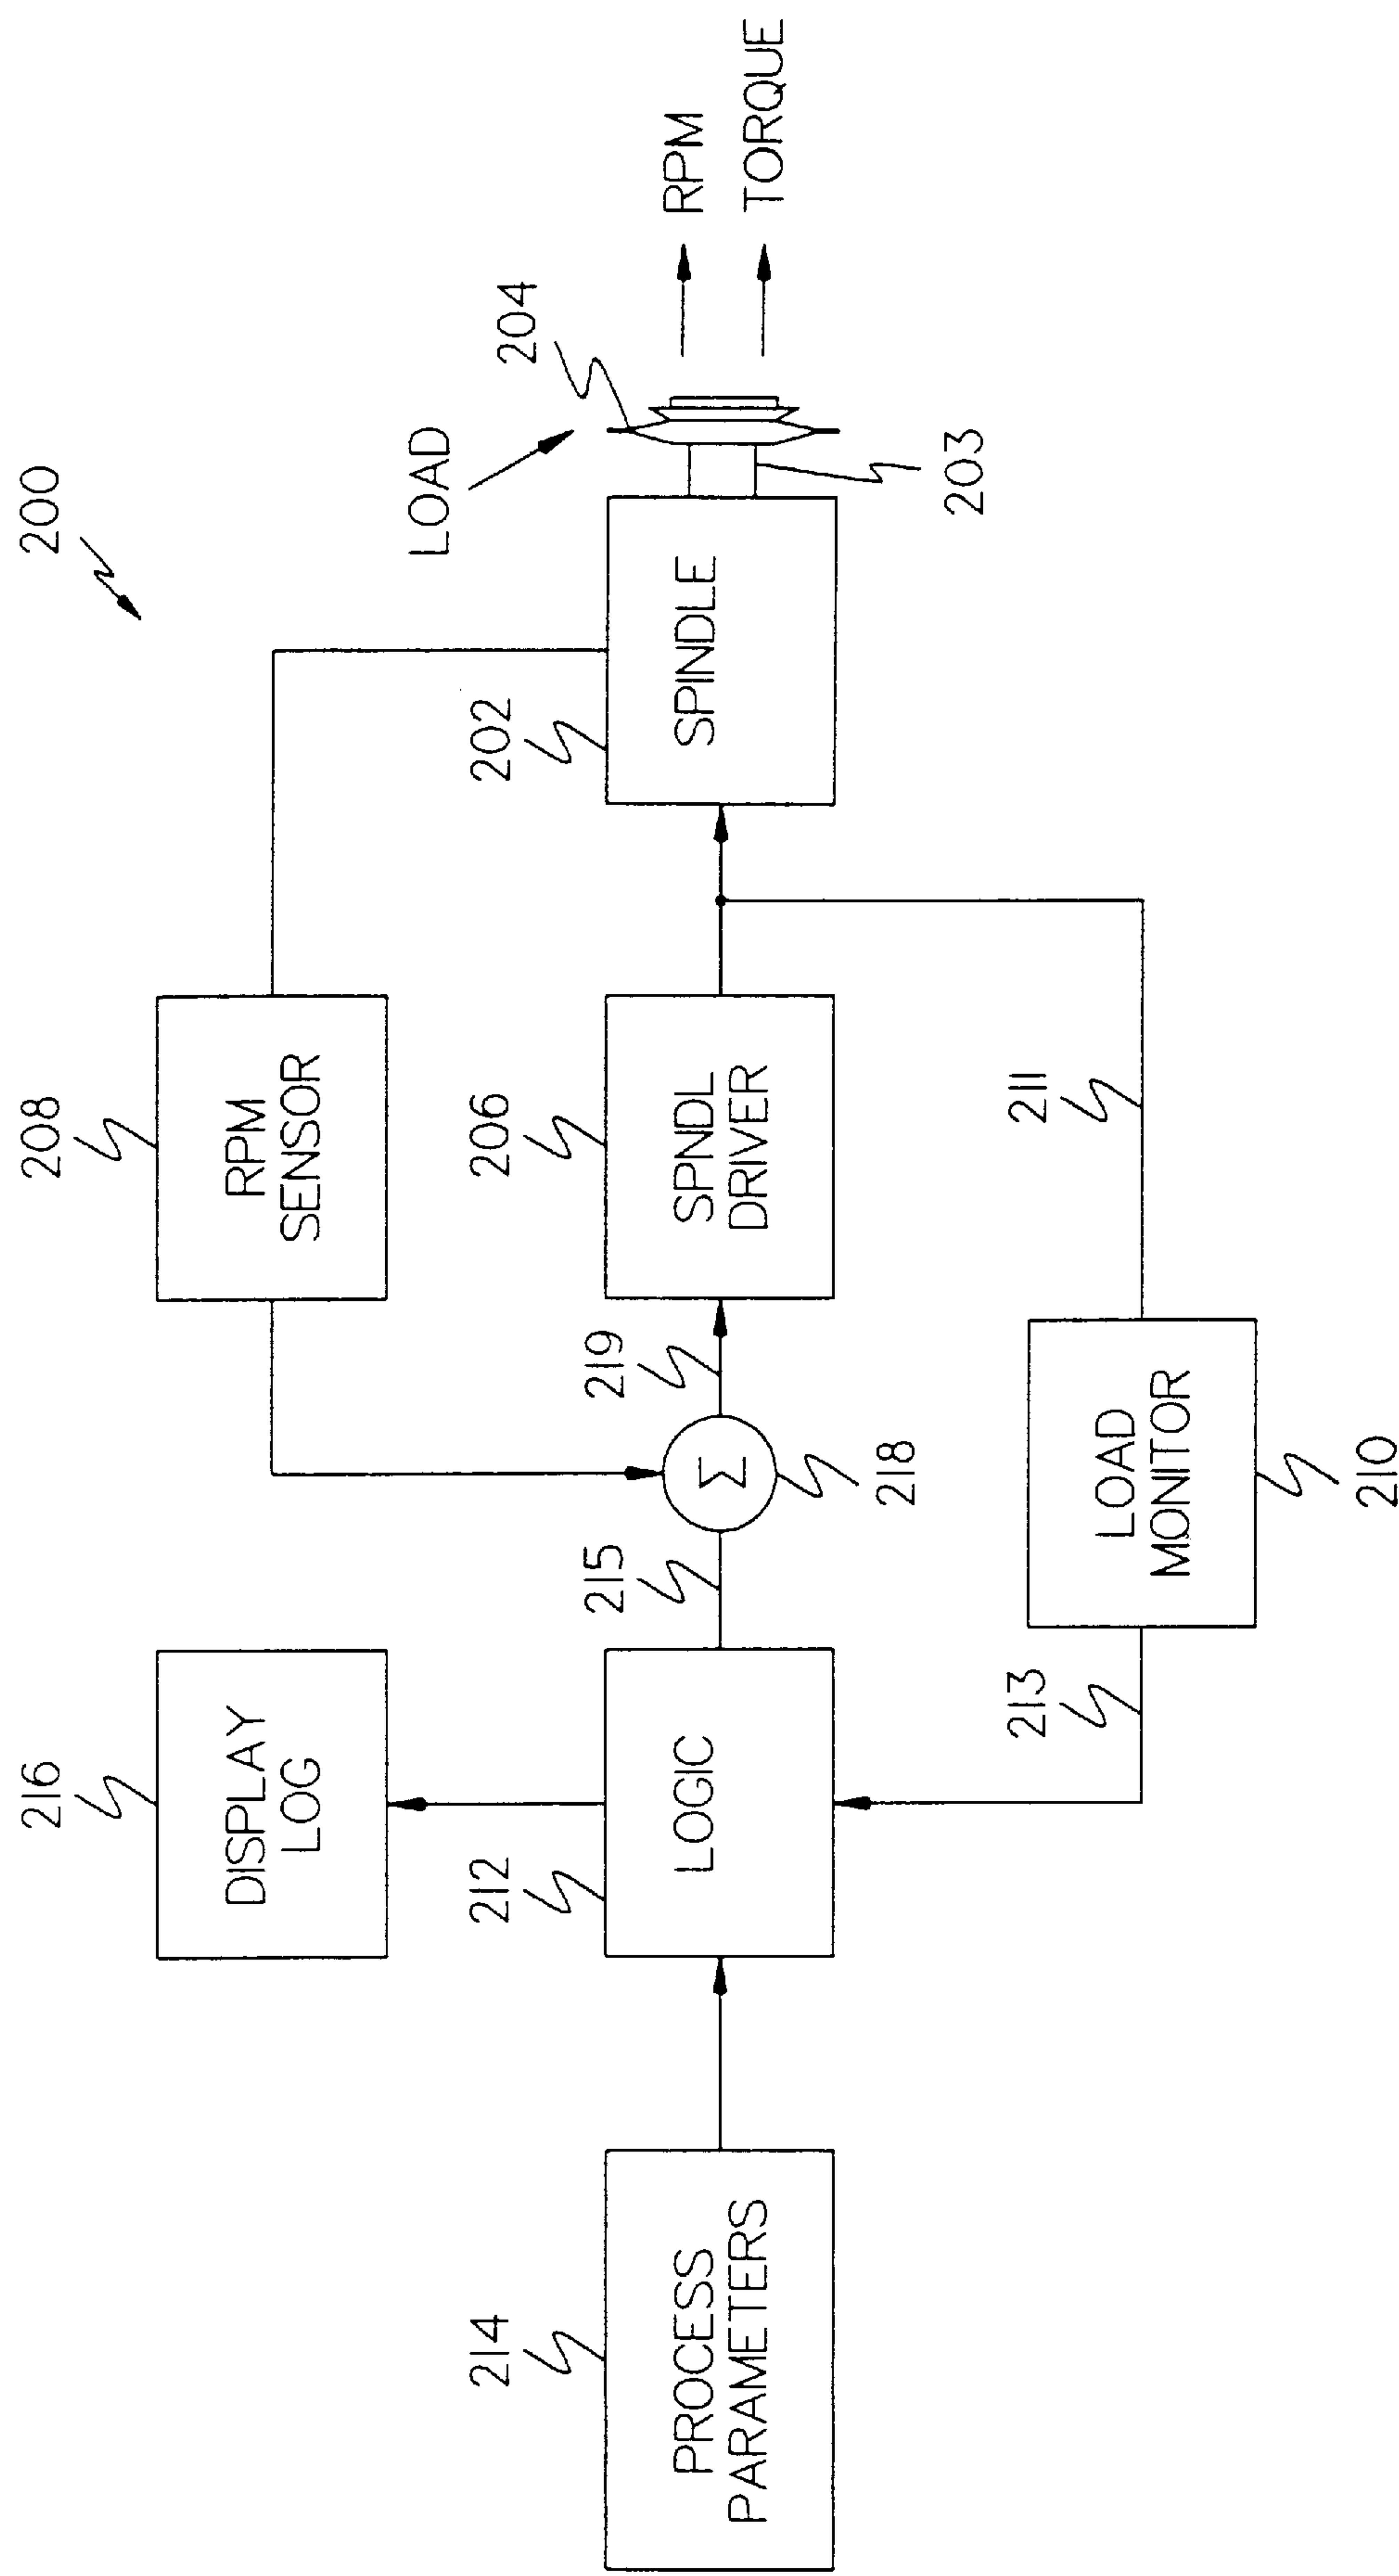 200
208
RPM
SENSOR
216
DISPLAY
LOG
LOAD
204
RPM
TORQUE
214
PROCESS
PARAMETERS
212
LOGIC
215
Σ
218
219
206
SPNDL
DRIVER
202
SPINDLE
203
213
LOAD
MONITOR
210
211